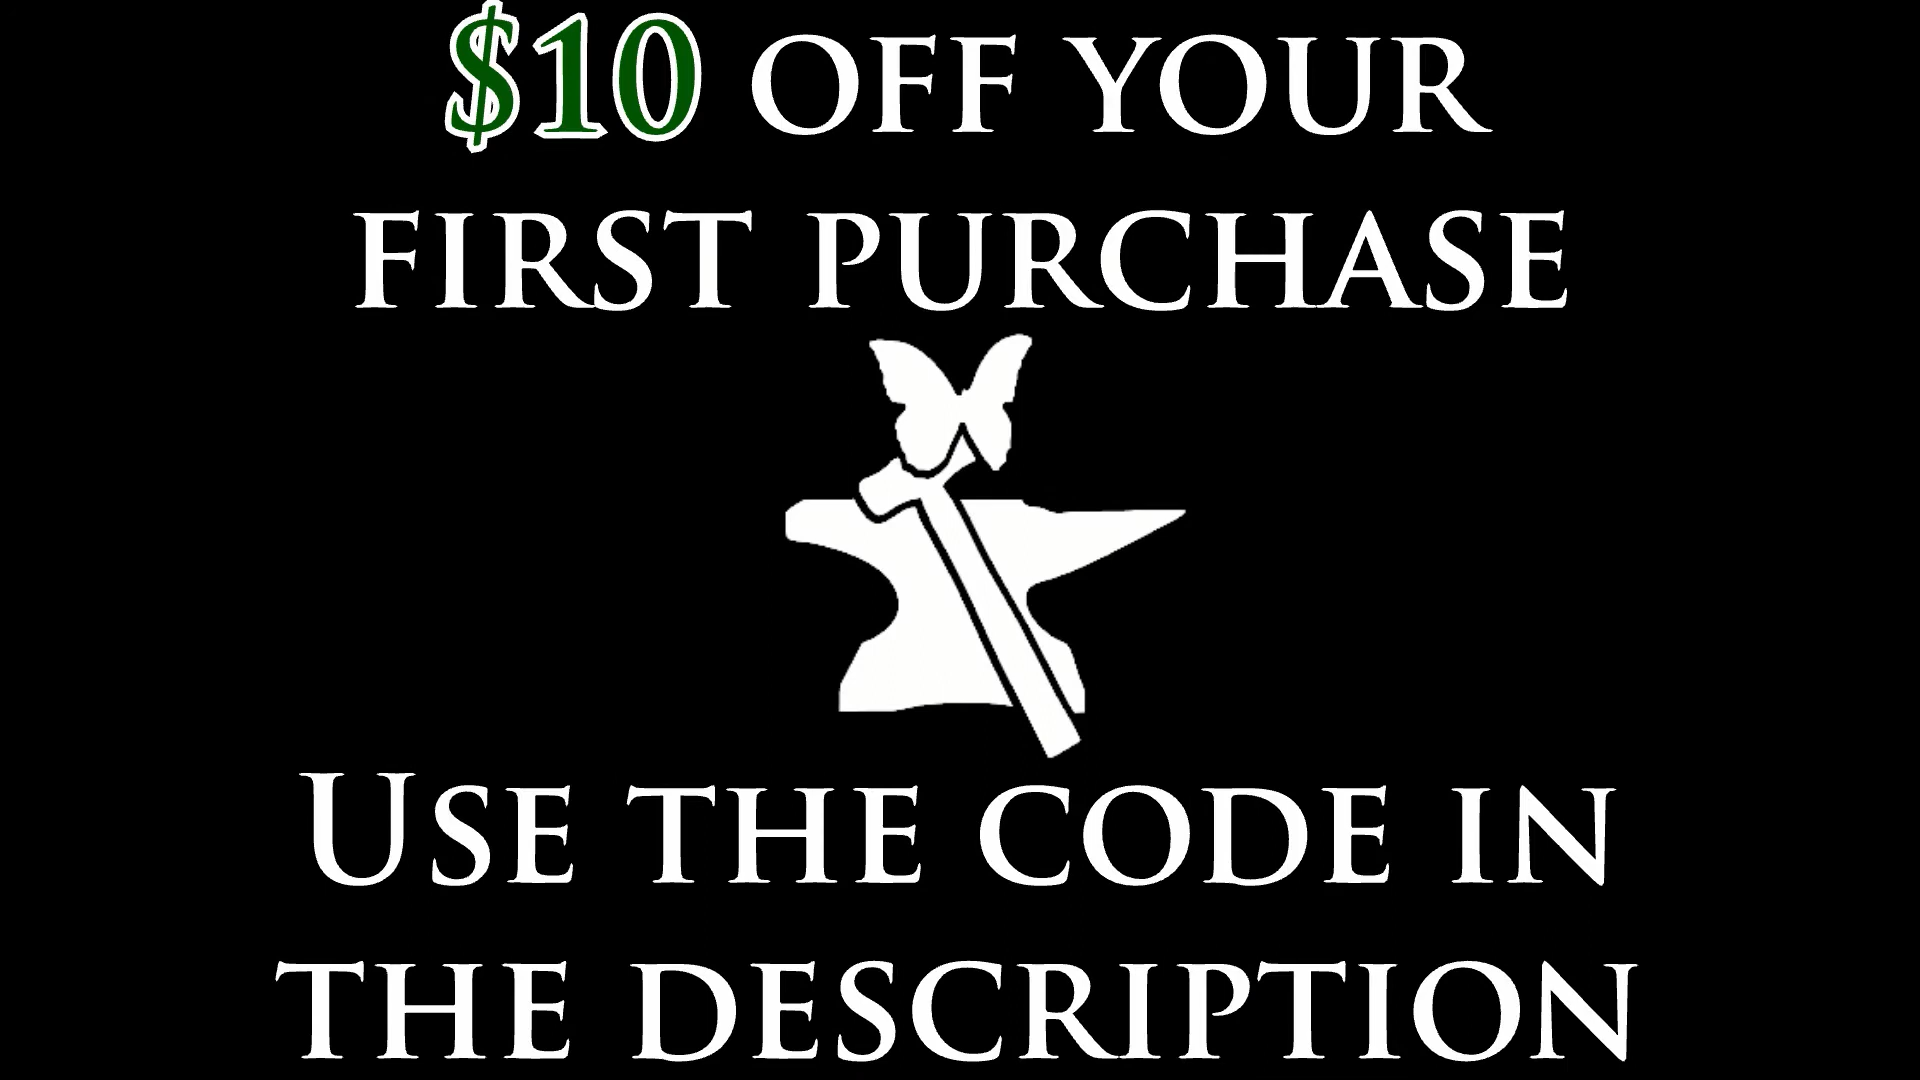 $10 OFF YOUR
FIRST PURCHASE
USE THE CODE IN
THE DESCRIPTION